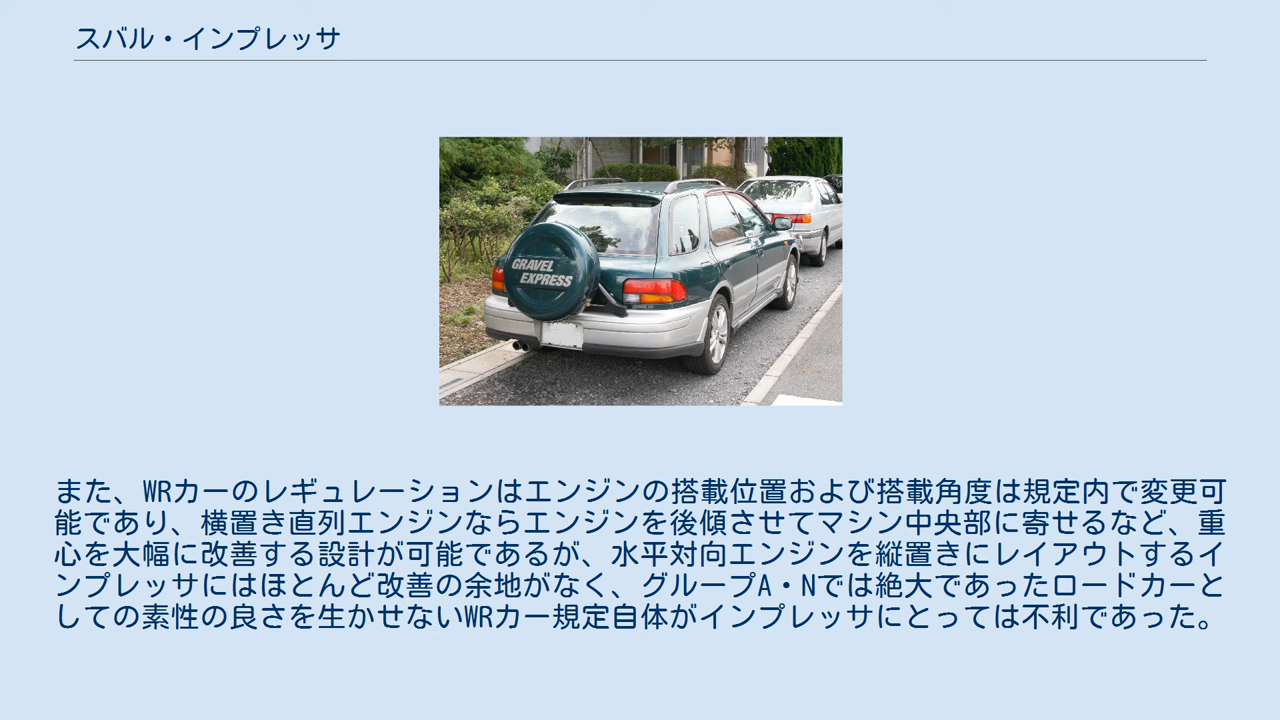 スバル・インプレッサ
GRAVEL
EXPRESS
また、WRカーのレギュレーションはエンジンの搭載位置および搭載角度は規定内で変更可
能であり、横置き直列エンジンならエンジンを後傾させてマシン中央部に寄せるなど、重
心を大幅に改善する設計が可能であるが、水平対向エンジンを縦置きにレイアウトするイ
ンプレッサにはほとんど改善の余地がなく、グループA・Nでは絶大であったロードカーと
しての素性の良さを生かせないWRカー規定自体がインプレッサにとっては不利であった。